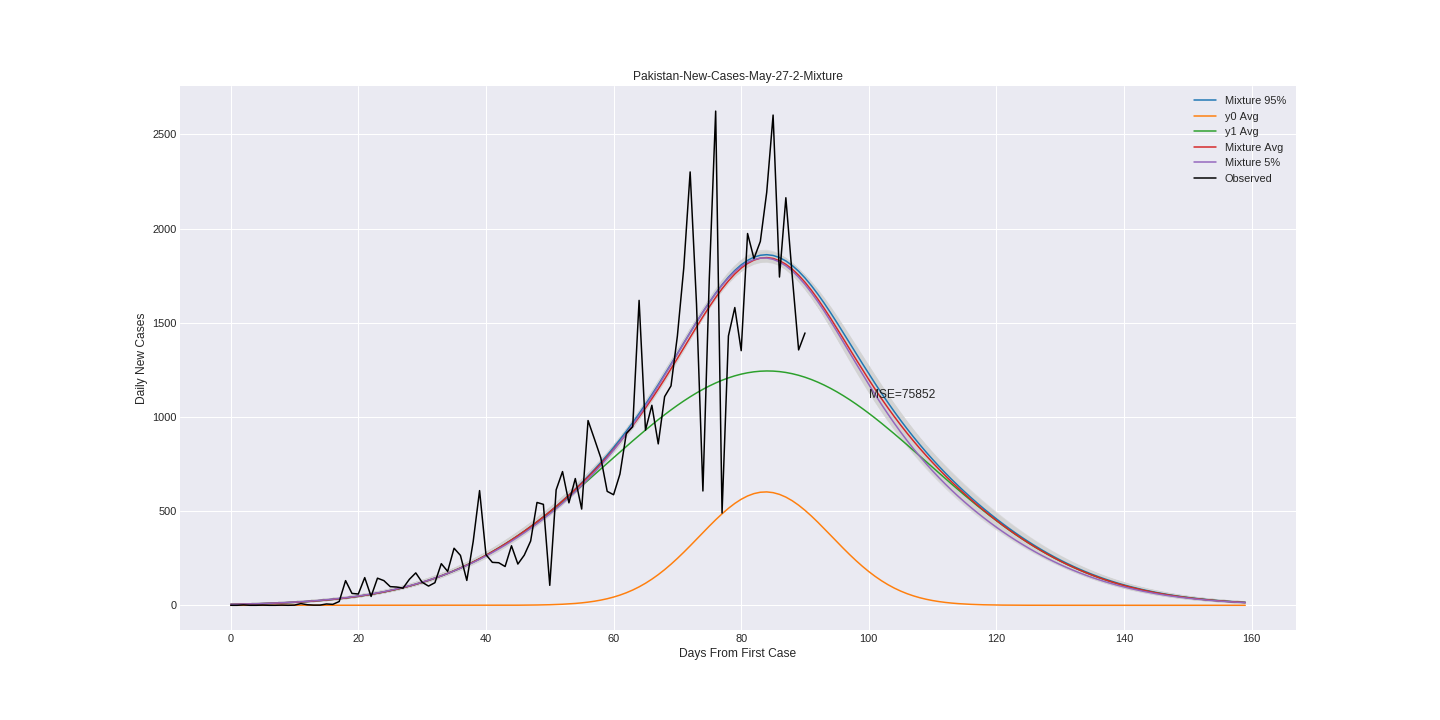 Pakistan-New-Cases-May-27-2-Mixture
Mixture 95%
y0 Avg
y1 Avg
Mixture Avg
Mixture 5%
Observed
2500
2000
1500
1000
500
0
Daily New Cases
MSE=75852
0 20 40 60 80 100 120 140 160
Days From First Case